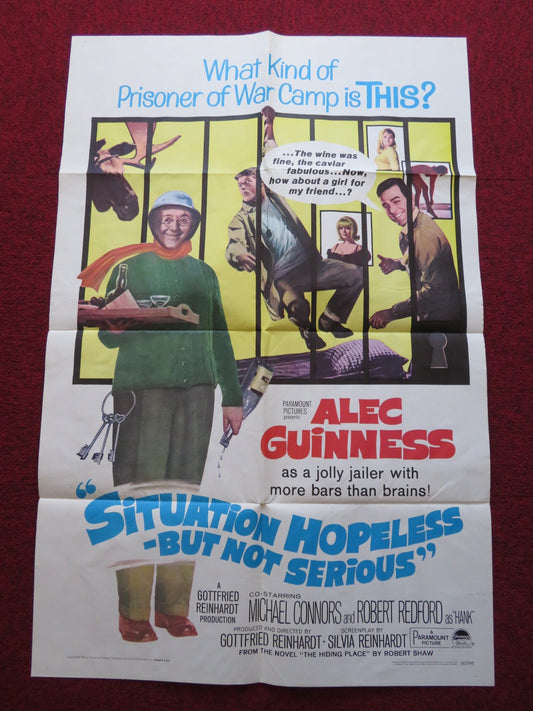 What Kind of
Prisoner of War Camp is THIS?
...The wine was
fine, the caviar
fabulous...Now,
how about a girl for
my friend...?
PARAMOUNT
PICTURES
presents
ALEC
GUINNESS
as a jolly jailer with
more bars than brains!
"SITUATION HOPELESS
-BUT NOT SERIOUS"
A
GOTTFRIED
REINHARDT
PRODUCTION
CO-STARRING
MICHAEL CONNORS and ROBERT REDFORD as "HANK"
PRODUCED AND DIRECTED BY
GOTTFRIED REINHARDT·
SCREENPLAY BY
SILVIA REINHARDT
FROM THE NOVEL "THE HIDING PLACE" BY ROBERT SHAW
A
PARAMOUNT
PICTURE